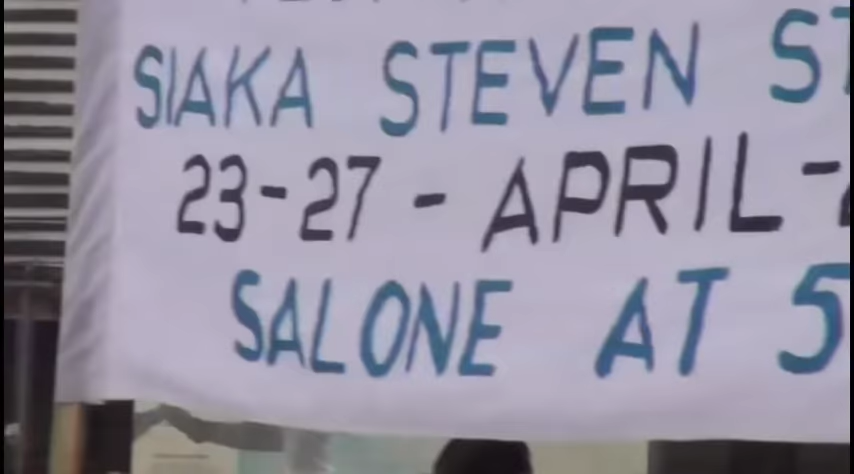 SIAKA STEVEN S
23-27 - APRIL -
SALONE AT 5